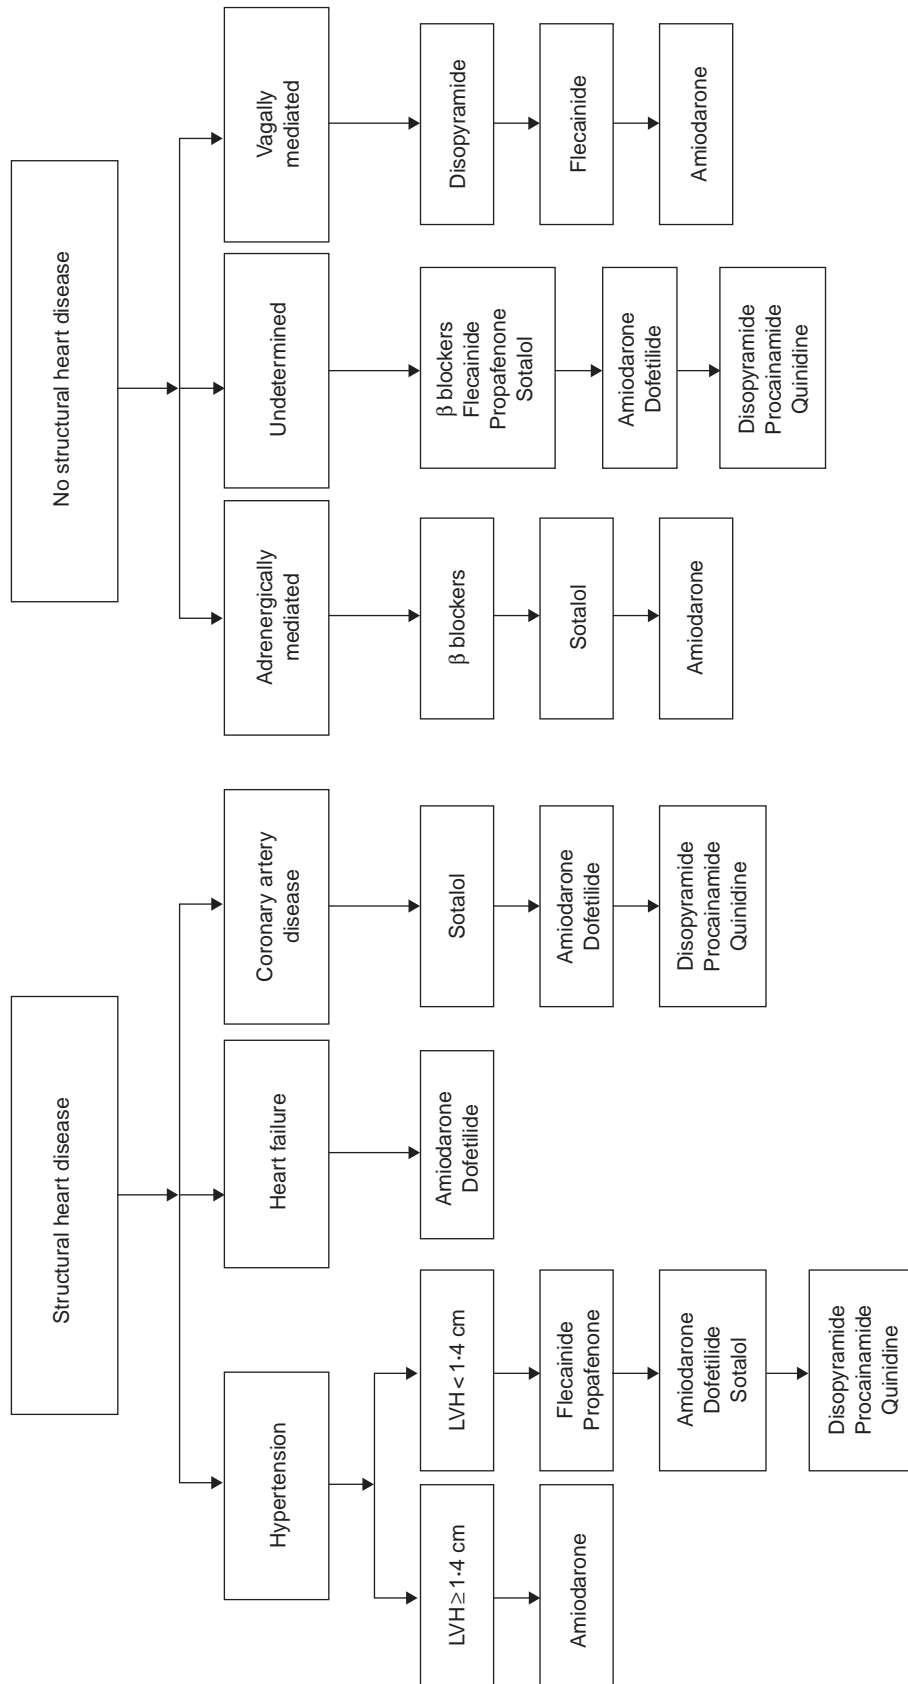 Structural heart disease
Hypertension
LVH ≥ 1·4 cm
Amiodarone
LVH < 1·4 cm
Flecainide
Propafenone
Amiodarone
Dofetilide
Sotalol
Disopyramide
Procainamide
Quinidine
Heart failure
Amiodarone
Dofetilide
Coronary artery
disease
Sotalol
Amiodarone
Dofetilide
Disopyramide
Procainamide
Quinidine
No structural heart disease
Adrenergically
mediated
β blockers
Sotalol
Amiodarone
Undetermined
β blockers
Flecainide
Propafenone
Sotalol
Amiodarone
Dofetilide
Disopyramide
Procainamide
Quinidine
Vagally
mediated
Disopyramide
Flecainide
Amiodarone